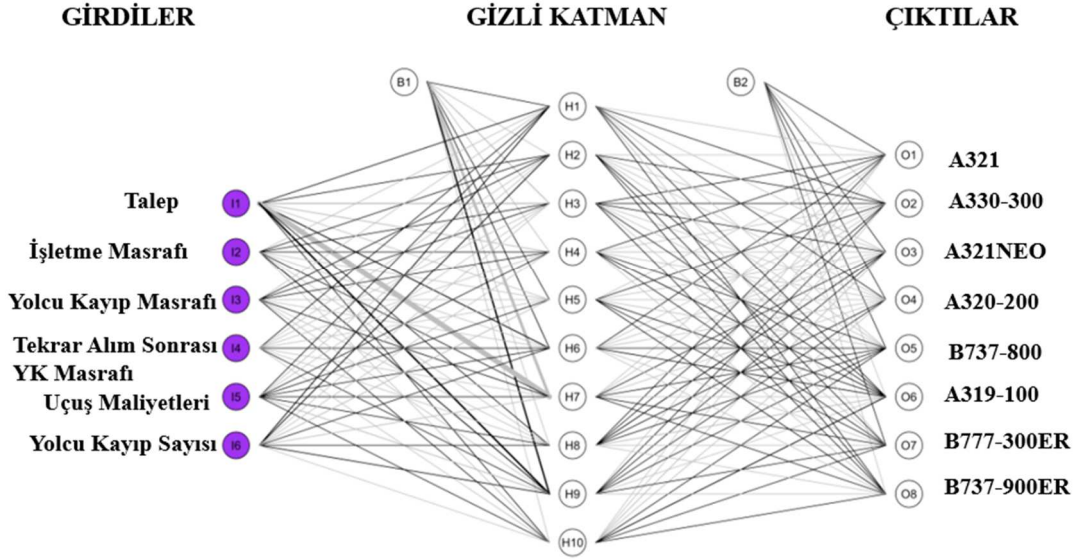 GİRDİLER
GİZLİ KATMAN
ÇIKTILAR
B1
B2
Talep
İşletme Masrafı
Yolcu Kayıp Masrafı
Tekrar Alım Sonrası
YK Masrafı
Uçuş Maliyetleri
Yolcu Kayıp Sayısı
I1
I2
I3
I4
I5
I6
H1
H2
H3
H4
H5
H6
H7
H8
H9
H10
O1
O2
O3
O4
O5
O6
O7
O8
A321
A330-300
A321NEO
A320-200
B737-800
A319-100
B777-300ER
B737-900ER